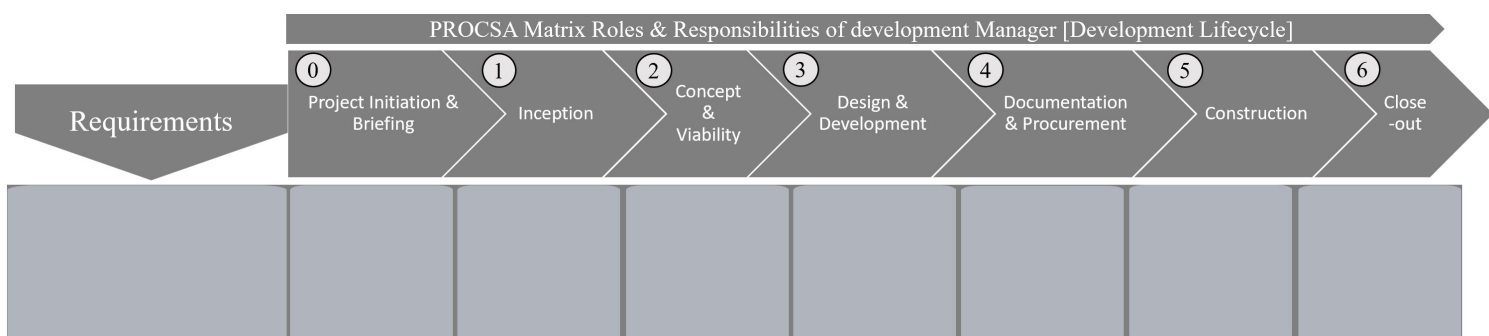 PROCSA Matrix Roles & Responsibilities of development Manager [Development Lifecycle]
Requirements
0
Project Initiation &
Briefing
1
Inception
2
Concept
&
Viability
3
Design &
Development
4
Documentation
& Procurement
5
Construction
6
Close
-out